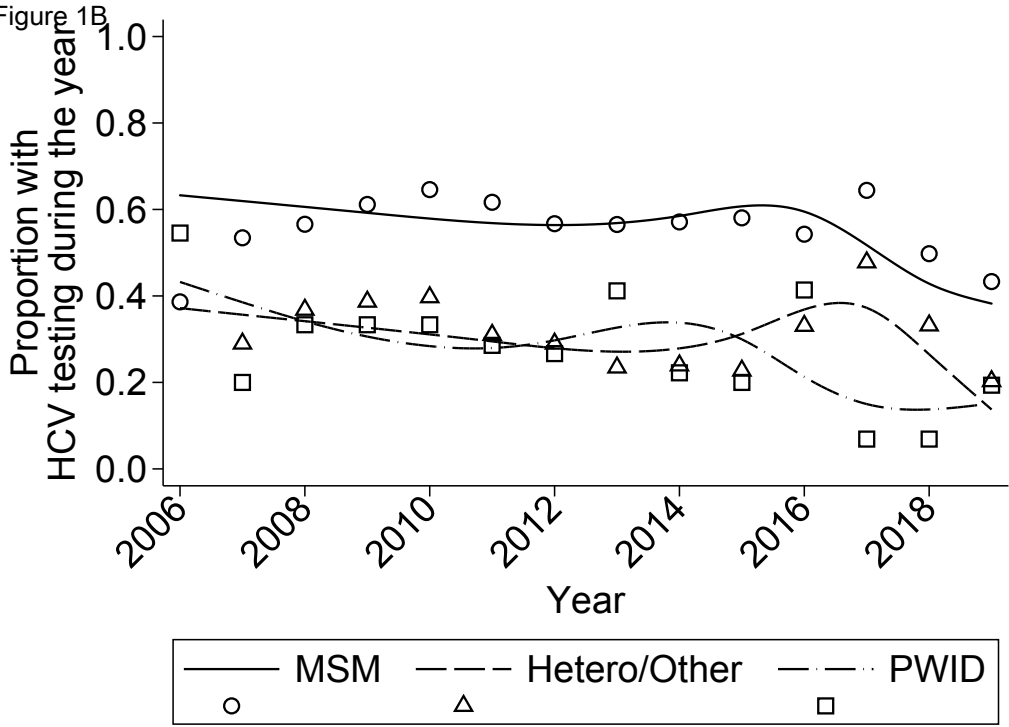 Figure 1B
Proportion with
HCV testing during the year
1.0
0.8
0.6
0.4
0.2
0.0
2006
2008
2010
2012
2014
2016
2018
Year
MSM
Hetero/Other
PWID